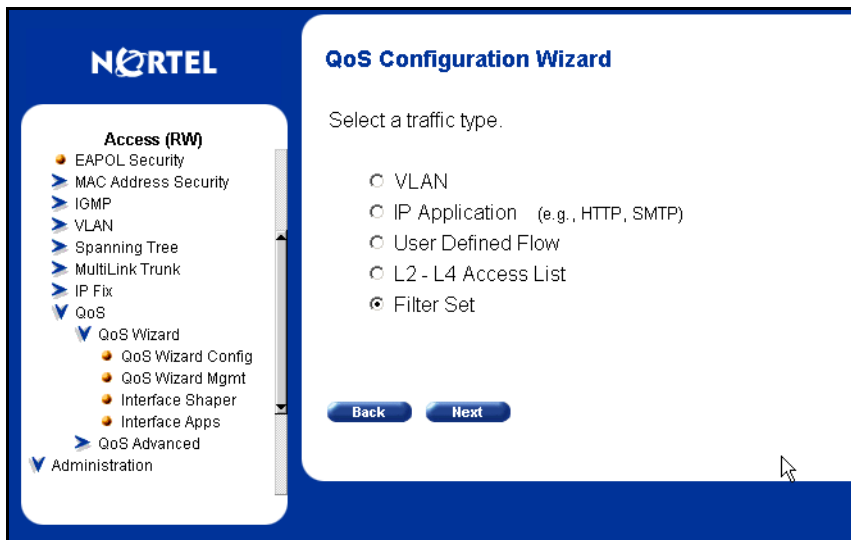 NORTEL
Access (RW)
EAPOL Security
MAC Address Security
IGMP
VLAN
Spanning Tree
MultiLink Trunk
IP Fix
QoS
QoS Wizard
QoS Wizard Config
QoS Wizard Mgmt
Interface Shaper
Interface Apps
QoS Advanced
Administration
QoS Configuration Wizard
Select a traffic type.
VLAN
IP Application (e.g., HTTP, SMTP)
User Defined Flow
L2 - L4 Access List
Filter Set
Back Next